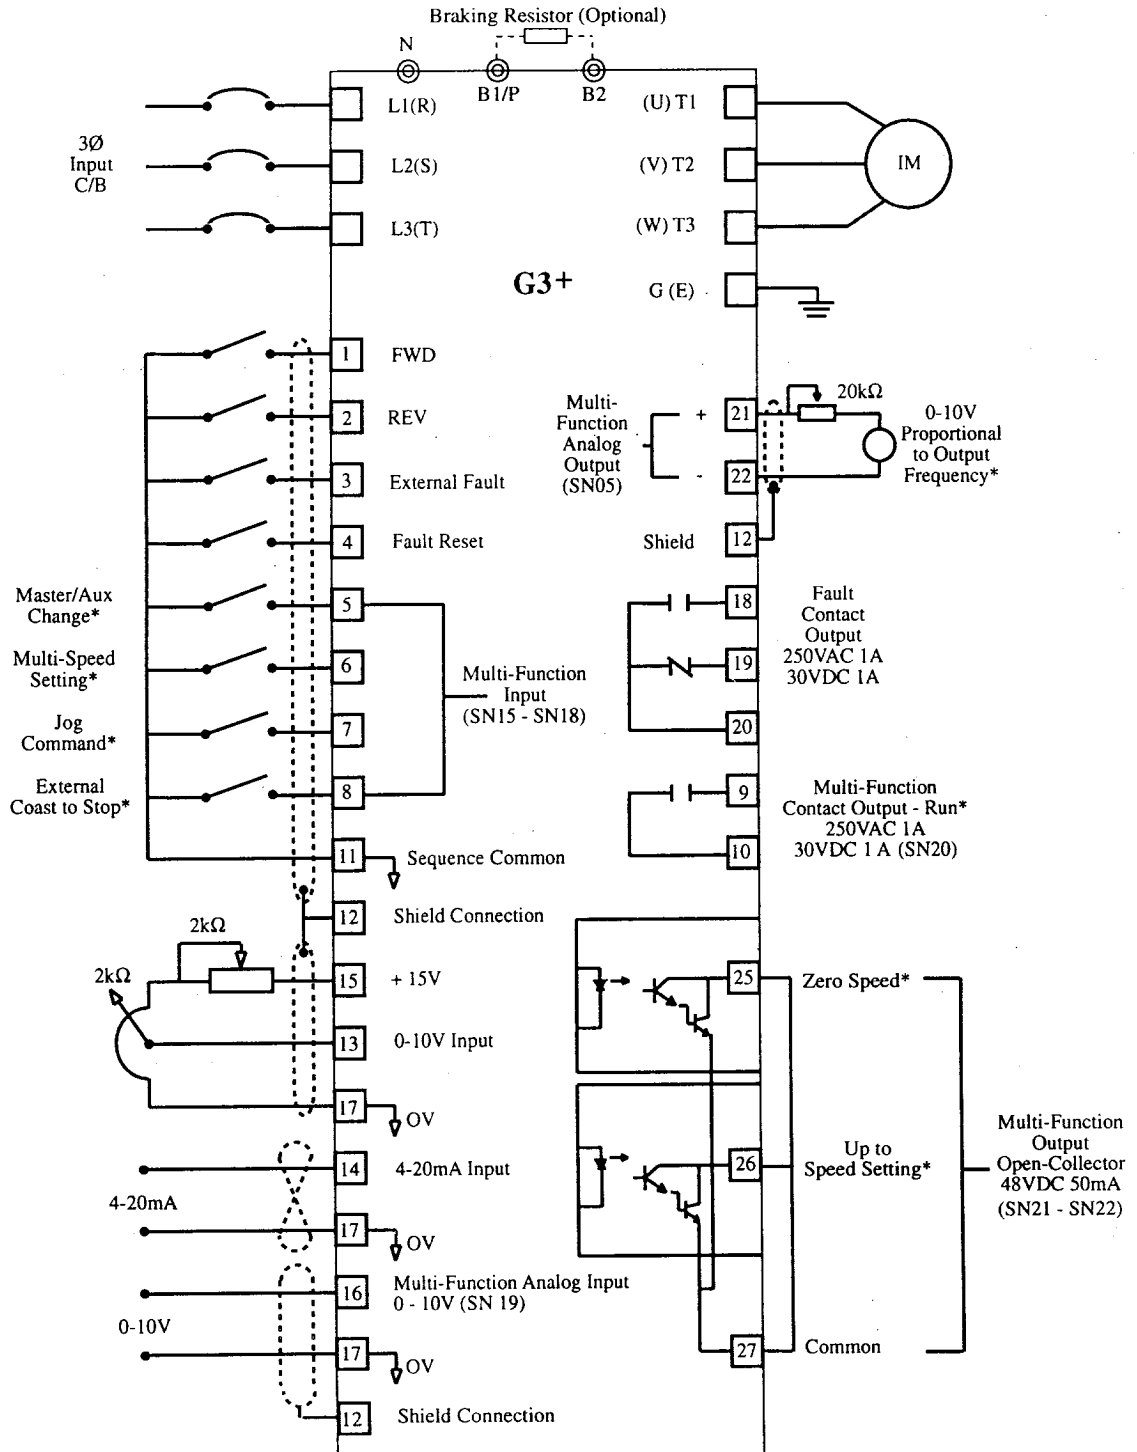 Braking Resistor (Optional)
N
B1/P
B2
L1(R)
(U) T1
3Ø
Input
C/B
L2(S)
(V) T2
IM
L3(T)
(W) T3
G3+
G (E)
1
FWD
2
REV
3
External Fault
4
Fault Reset
Master/Aux
Change*
5
Multi-Speed
Setting*
6
Jog
Command*
7
External
Coast to Stop*
8
Multi-Function
Input
(SN15 - SN18)
11
Sequence Common
12
Shield Connection
2kΩ
2kΩ
15
+ 15V
13
0-10V Input
17
OV
14
4-20mA Input
4-20mA
17
OV
16
Multi-Function Analog Input
0 - 10V (SN 19)
0-10V
17
OV
12
Shield Connection
Multi-
Function
Analog
Output
(SN05)
+
-
21
22
20kΩ
0-10V
Proportional
to Output
Frequency*
Shield
12
18
19
20
Fault
Contact
Output
250VAC 1A
30VDC 1A
9
10
Multi-Function
Contact Output - Run*
250VAC 1A
30VDC 1A (SN20)
25
Zero Speed*
26
Up to
Speed Setting*
27
Common
Multi-Function
Output
Open-Collector
48VDC 50mA
(SN21 - SN22)